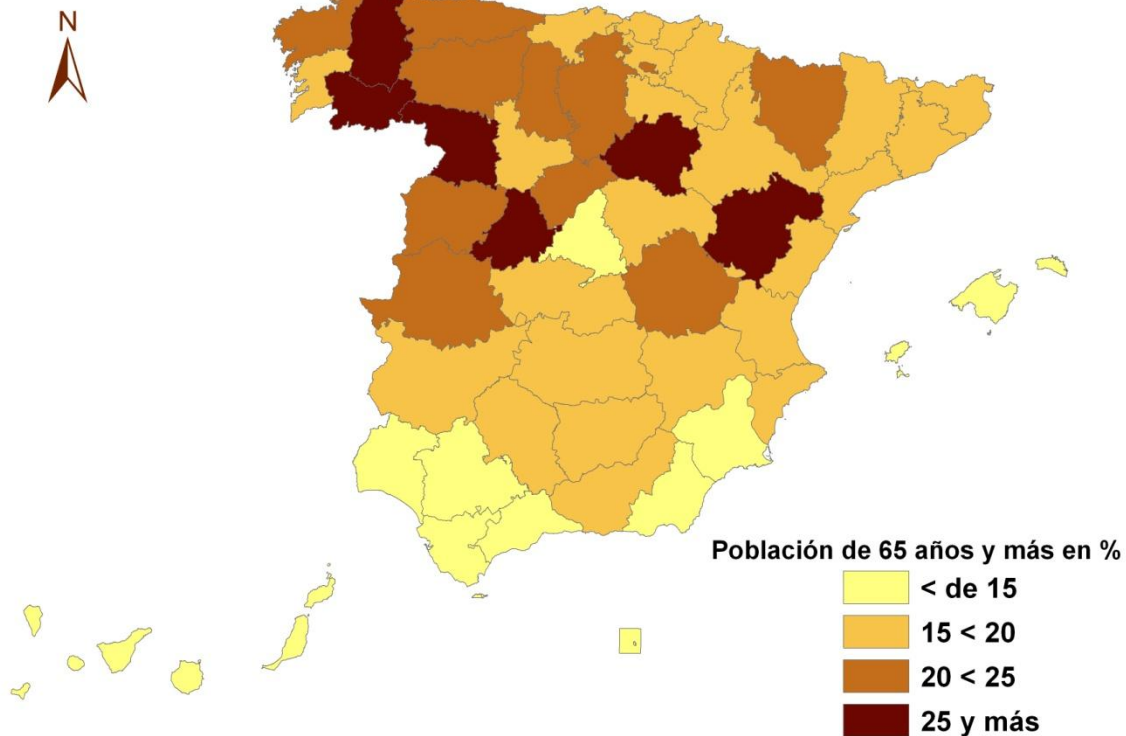 N
Población de 65 años y más en %
< de 15
15 < 20
20 < 25
25 y más